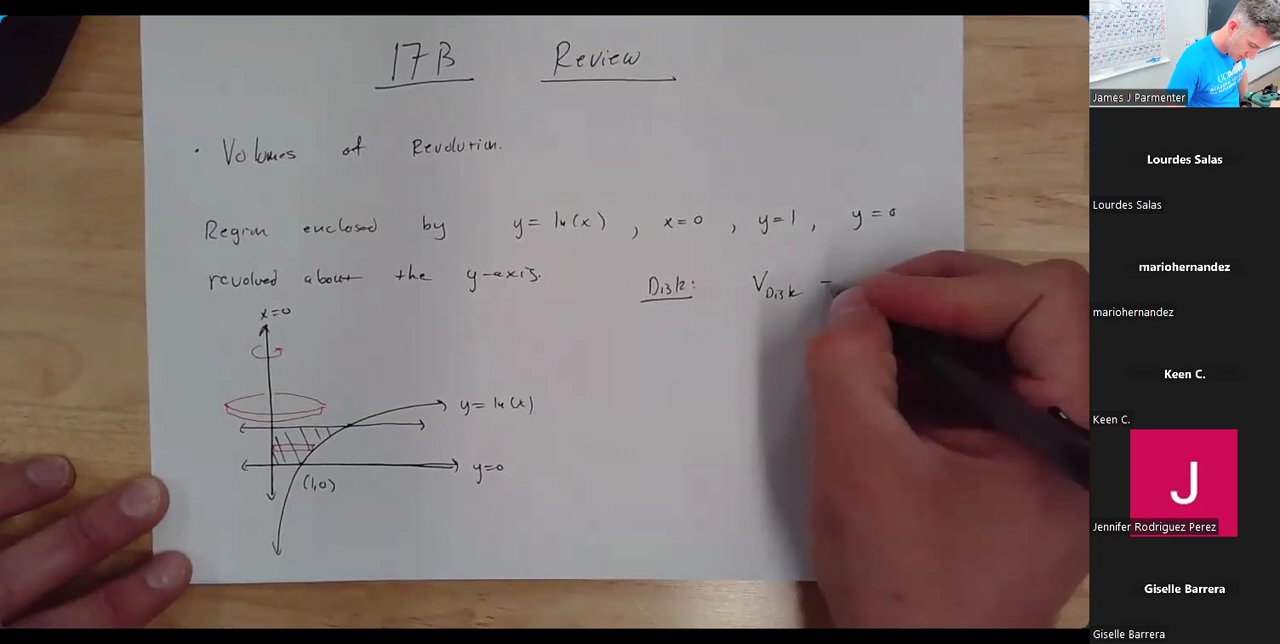 17B Review
• Volumes of Revolution.
Region enclosed by y= ln(x) , x=0 , y=1 , y=0
revolved about the y-axis.
Disk: V_Disk =
x=0
y= ln(x)
y=0
(1,0)
James J Parmenter
Lourdes Salas
Lourdes Salas
mariohernandez
mariohernandez
Keen C.
Keen C.
J
Jennifer Rodriguez Perez
Giselle Barrera
Giselle Barrera